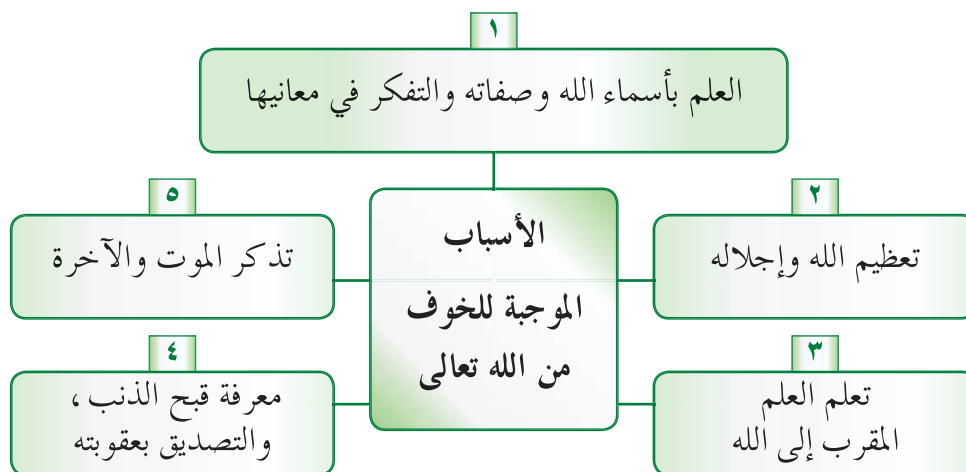 ١
العلم بأسماء الله وصفاته والتفكر في معانيها
الأسباب
الموجبة للخوف
من الله تعالى
٢
تعظيم الله وإجلاله
٣
تعلم العلم
المقرب إلى الله
٤
معرفة قبح الذنب ،
والتصديق بعقوبته
٥
تذكر الموت والآخرة